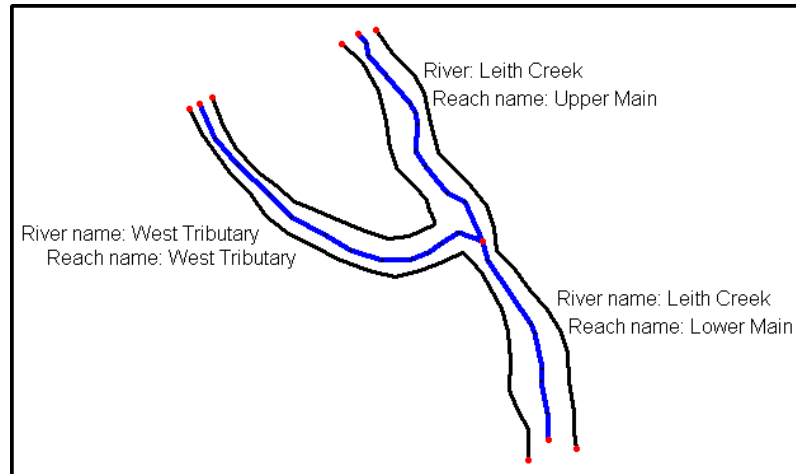 River: Leith Creek
Reach name: Upper Main
River name: West Tributary
Reach name: West Tributary
River name: Leith Creek
Reach name: Lower Main